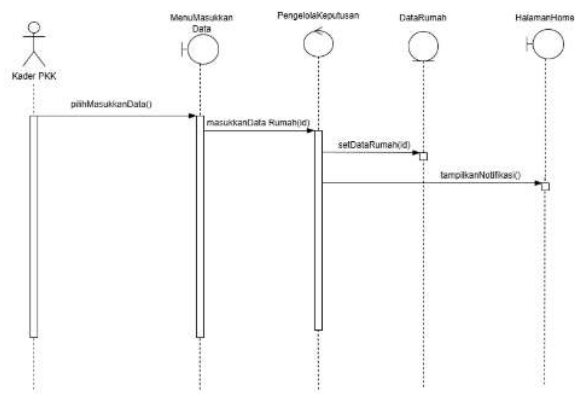 MenuMasukkan
Data
PengelolaKeputusan
DataRumah
HalamanHome
Kader PKK
pilihMasukkanData()
masukkanData Rumah(id)
setDataRumah(id)
tampilkanNotifikasi()